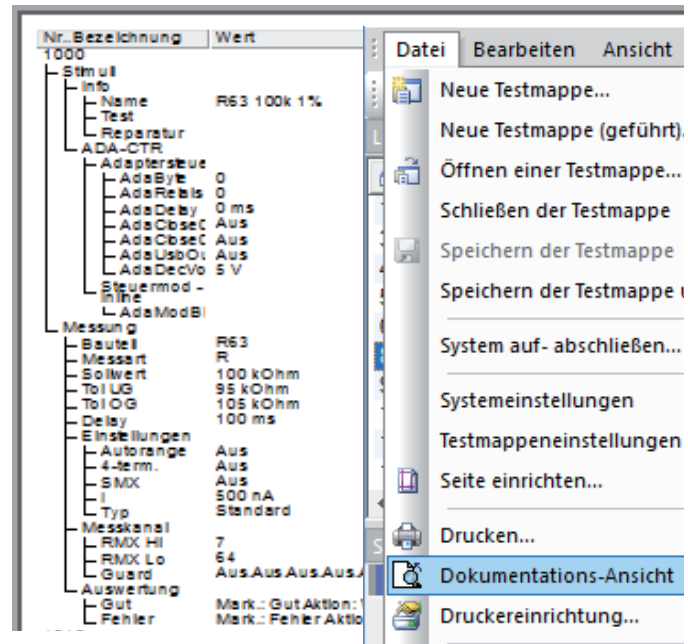 Nr..Bezeichnung Wert
1000
Stimuli
Info
Name R63 100k 1%
Test
Reparatur
ADA-CTR
Adaptersteue
AdaByte 0
AdaRelais 0
AdaDelay 0 ms
AdaCloseC Aus
AdaCloseC Aus
AdaUsbOu Aus
AdaDecVo 5 V
Steuermod -
Inline
AdaModBl
Messung
Bauteil R63
Messart R
Sollwert 100 kOhm
Tol UG 95 kOhm
Tol OG 105 kOhm
Delay 100 ms
Einstellungen
Autorange Aus
4-term. Aus
SMX Aus
I 500 nA
Typ Standard
Messkanal
RMX Hi 7
RMX Lo 64
Guard Aus.Aus.Aus.Aus.
Auswertung
Gut Mark.: Gut Aktion:
Fehler Mark.: Fehler Aktio
Datei Bearbeiten Ansicht
Neue Testmappe...
Neue Testmappe (geführt)
Öffnen einer Testmappe...
Schließen der Testmappe
Speichern der Testmappe
Speichern der Testmappe u
System auf- abschließen...
Systemeinstellungen
Testmappeneinstellungen
Seite einrichten...
Drucken...
Dokumentations-Ansicht
Druckereinrichtung...